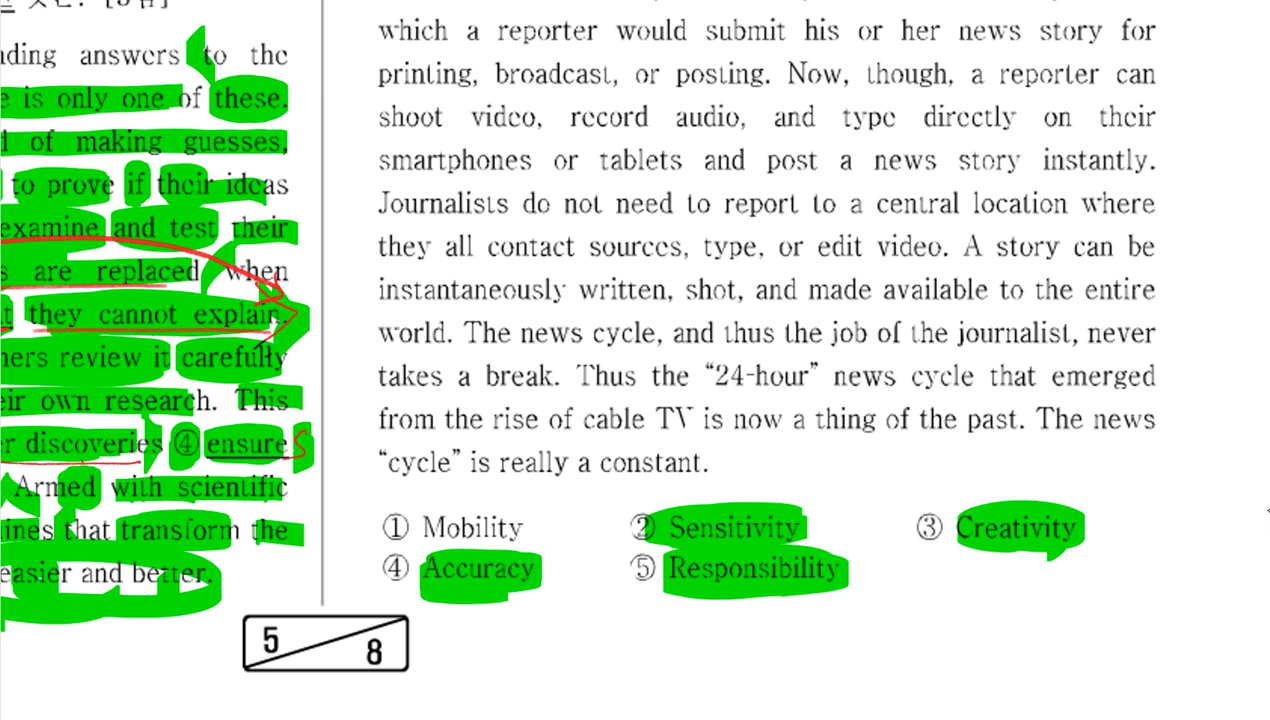 ading answers to the
e is only one of these.
d of making guesses,
to prove if their ideas
examine and test their
s are replaced when
t they cannot explain.
hers review it carefully
eir own research. This
er discoveries ④ ensure s
Armed with scientific
ines that transform the
easier and better.
which a reporter would submit his or her news story for
printing, broadcast, or posting. Now, though, a reporter can
shoot video, record audio, and type directly on their
smartphones or tablets and post a news story instantly.
Journalists do not need to report to a central location where
they all contact sources, type, or edit video. A story can be
instantaneously written, shot, and made available to the entire
world. The news cycle, and thus the job of the journalist, never
takes a break. Thus the “24-hour” news cycle that emerged
from the rise of cable TV is now a thing of the past. The news
“cycle” is really a constant.
① Mobility ② Sensitivity ③ Creativity
④ Accuracy ⑤ Responsibility
5 8